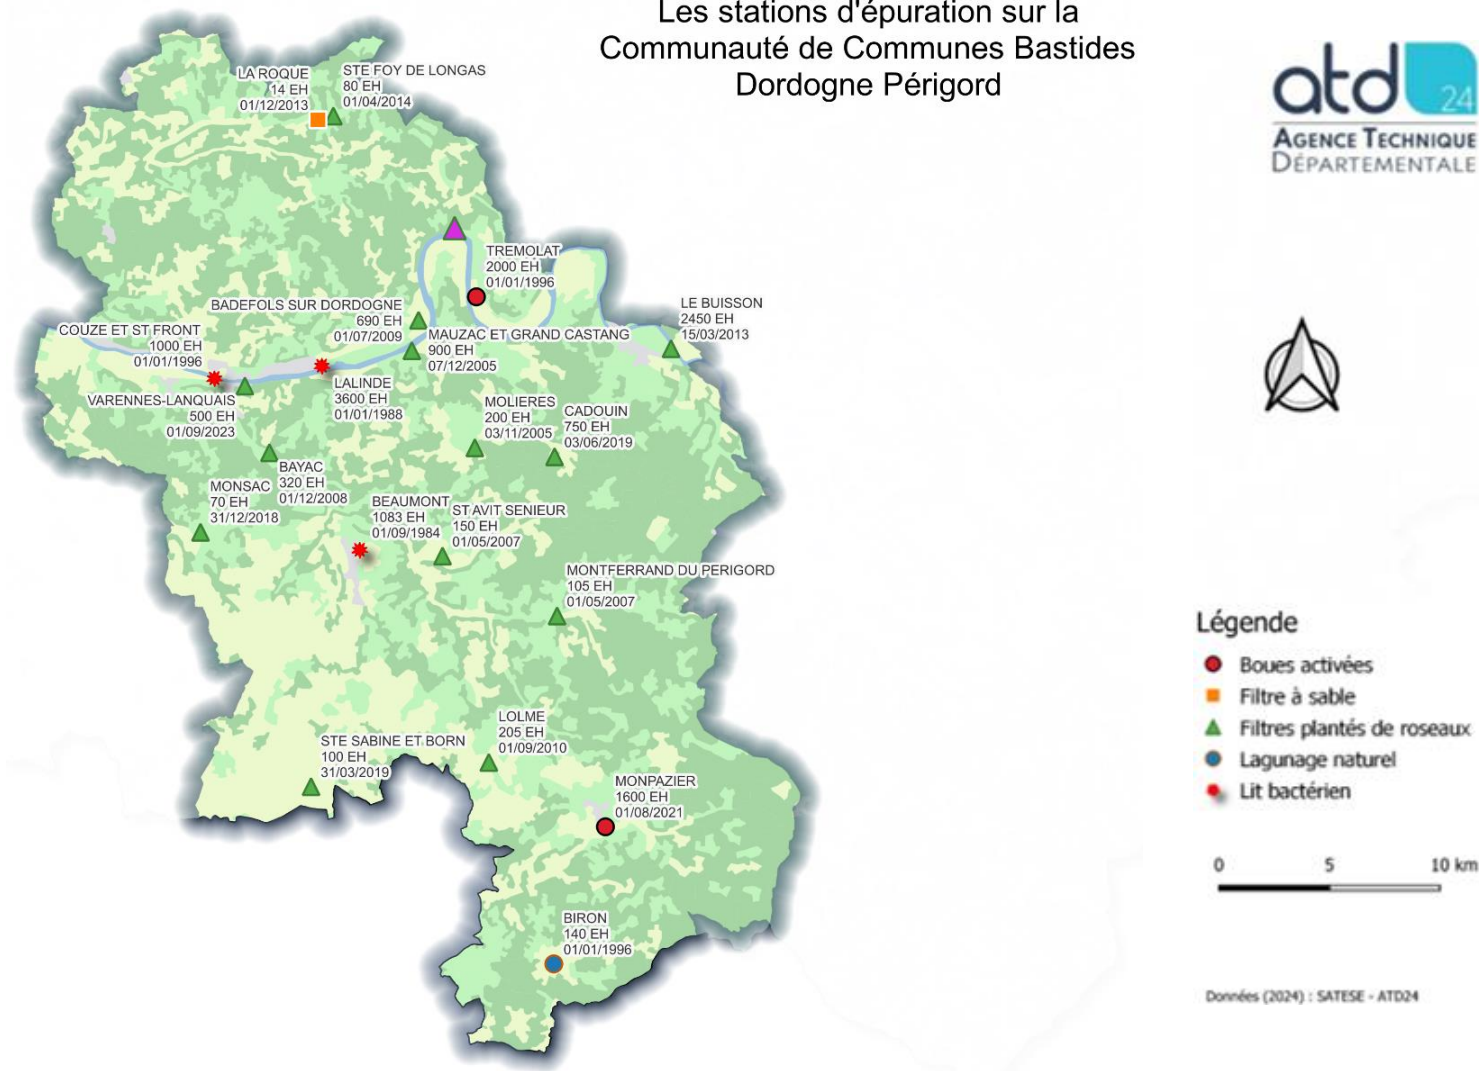 Les stations d'épuration sur la
Communauté de Communes Bastides
Dordogne Périgord
atd
24
AGENCE TECHNIQUE
DÉPARTEMENTALE
LA ROQUE
14 EH
01/12/2013
STE FOY DE LONGAS
80 EH
01/04/2014
TREMOLAT
2000 EH
01/01/1996
BADEFOLS SUR DORDOGNE
690 EH
01/07/2009
LE BUISSON
2450 EH
15/03/2013
COUZE ET ST FRONT
1000 EH
01/01/1996
MAUZAC ET GRAND CASTANG
900 EH
07/12/2005
LALINDE
3600 EH
01/01/1988
VARENNES-LANQUAIS
500 EH
01/09/2023
MOLIERES
200 EH
03/11/2005
CADOUIN
750 EH
03/06/2019
BAYAC
320 EH
01/12/2008
MONSAC
70 EH
31/12/2018
BEAUMONT
1083 EH
01/09/1984
ST AVIT SENIEUR
150 EH
01/05/2007
MONTFERRAND DU PERIGORD
105 EH
01/05/2007
LOLME
205 EH
01/09/2010
STE SABINE ET BORN
100 EH
31/03/2019
MONPAZIER
1600 EH
01/08/2021
BIRON
140 EH
01/01/1996
Légende
Boues activées
Filtre à sable
Filtres plantés de roseaux
Lagunage naturel
Lit bactérien
0 5 10 km
Données (2024) : SATESE - ATD24